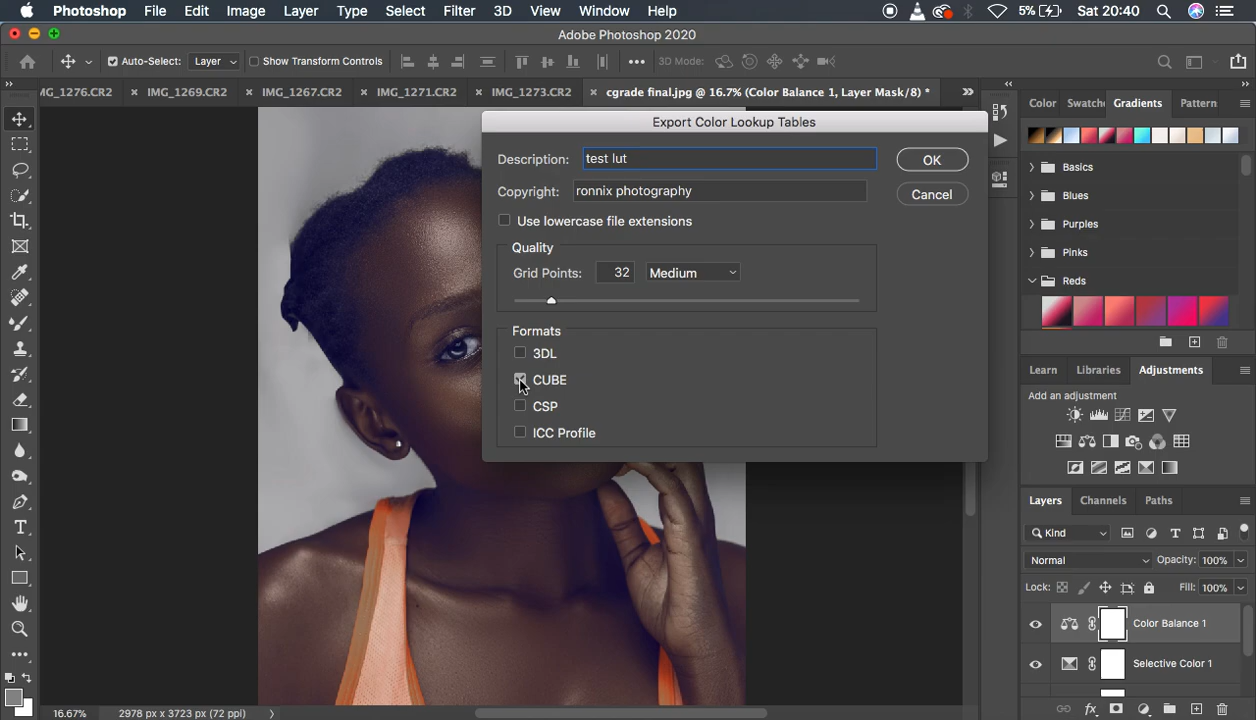 Photoshop File Edit Image Layer Type Select Filter 3D View Window Help 5% Sat 20:40
Adobe Photoshop 2020
Auto-Select: Layer Show Transform Controls 3D Mode:
MG_1276.CR2 IMG_1269.CR2 IMG_1267.CR2 IMG_1271.CR2 IMG_1273.CR2 cgrade final.jpg @ 16.7% (Color Balance 1, Layer Mask/8) *
Color Swatche Gradients Pattern
Export Color Lookup Tables
Description: test lut OK
Copyright: ronnix photography Cancel
Use lowercase file extensions
Quality
Grid Points: 32 Medium
Formats
3DL
CUBE
CSP
ICC Profile
Basics
Blues
Purples
Pinks
Reds
Learn Libraries Adjustments
Add an adjustment
Layers Channels Paths
Kind
Normal Opacity: 100%
Lock: Fill: 100%
Color Balance 1
Selective Color 1
16.67% 2978 px x 3723 px (72 ppi)